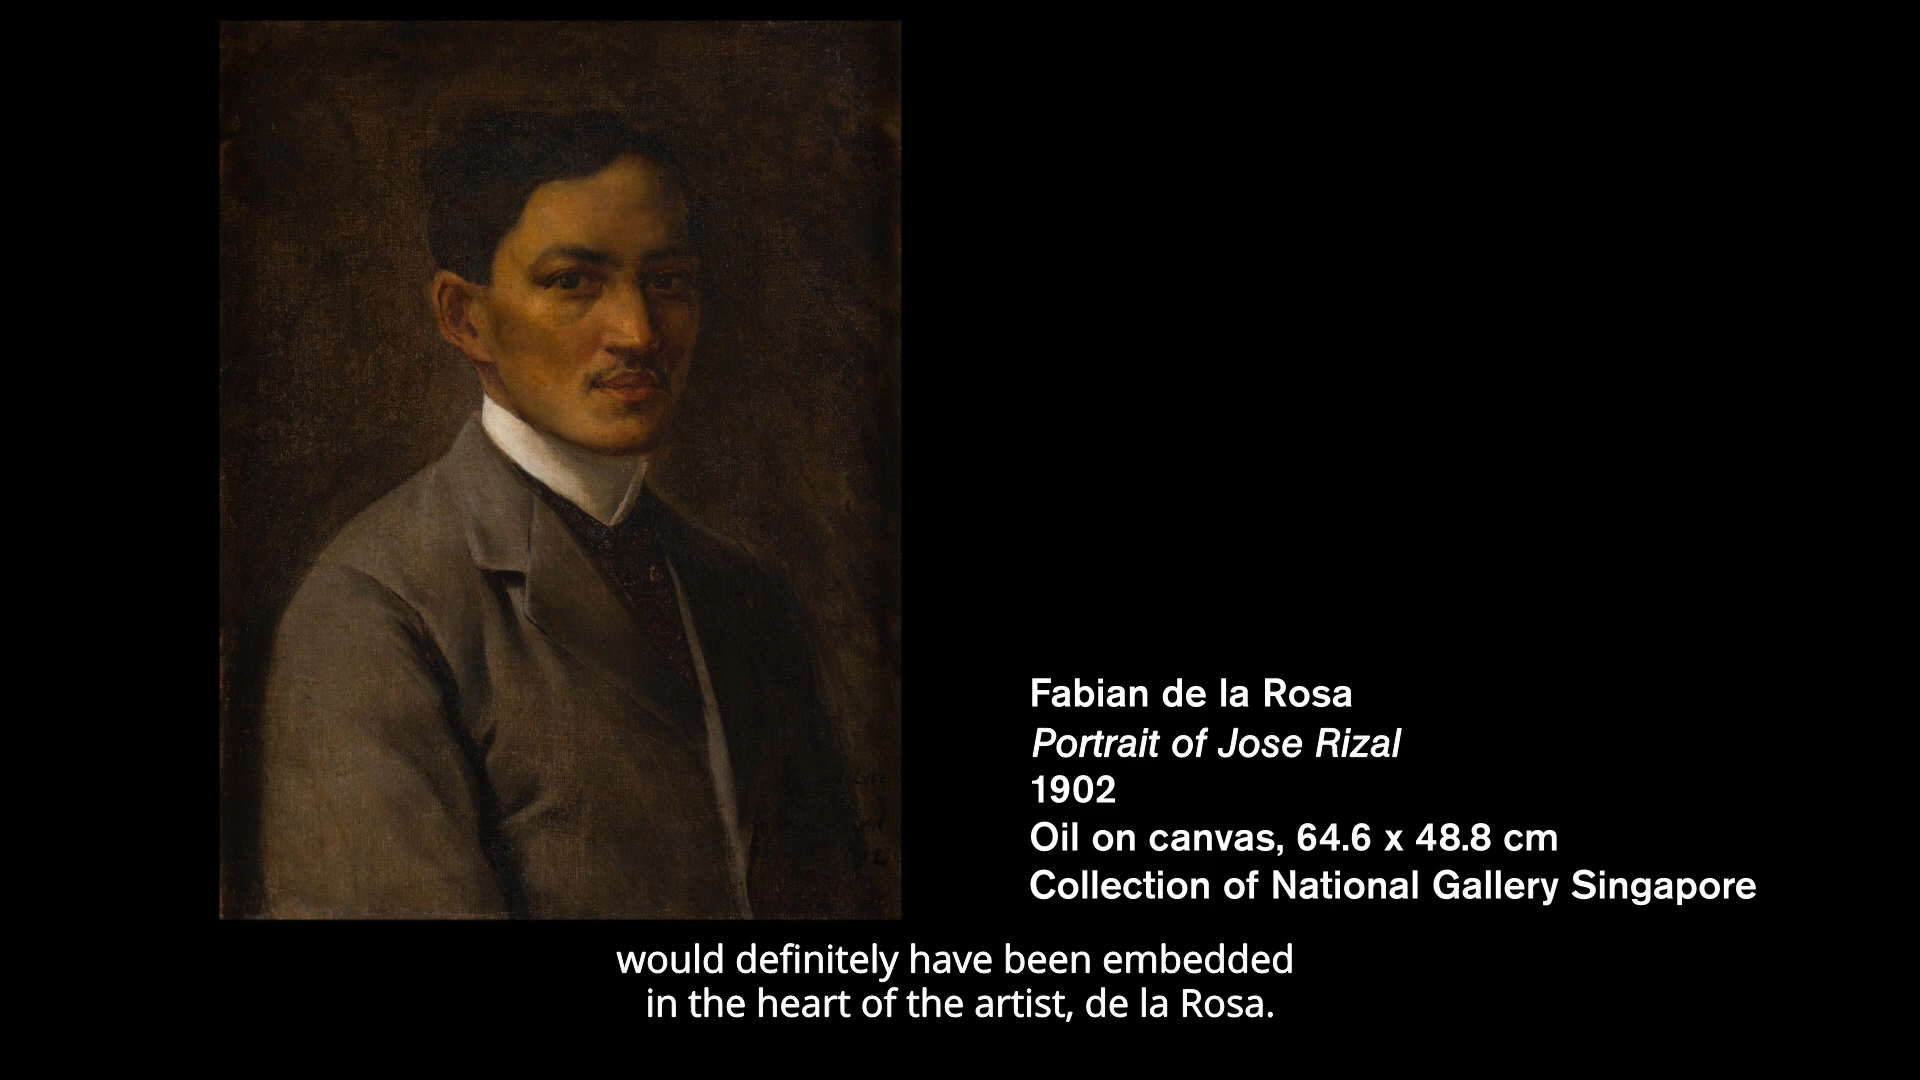 Fabian de la Rosa
Portrait of Jose Rizal
1902
Oil on canvas, 64.6 x 48.8 cm
Collection of National Gallery Singapore
would definitely have been embedded
in the heart of the artist, de la Rosa.